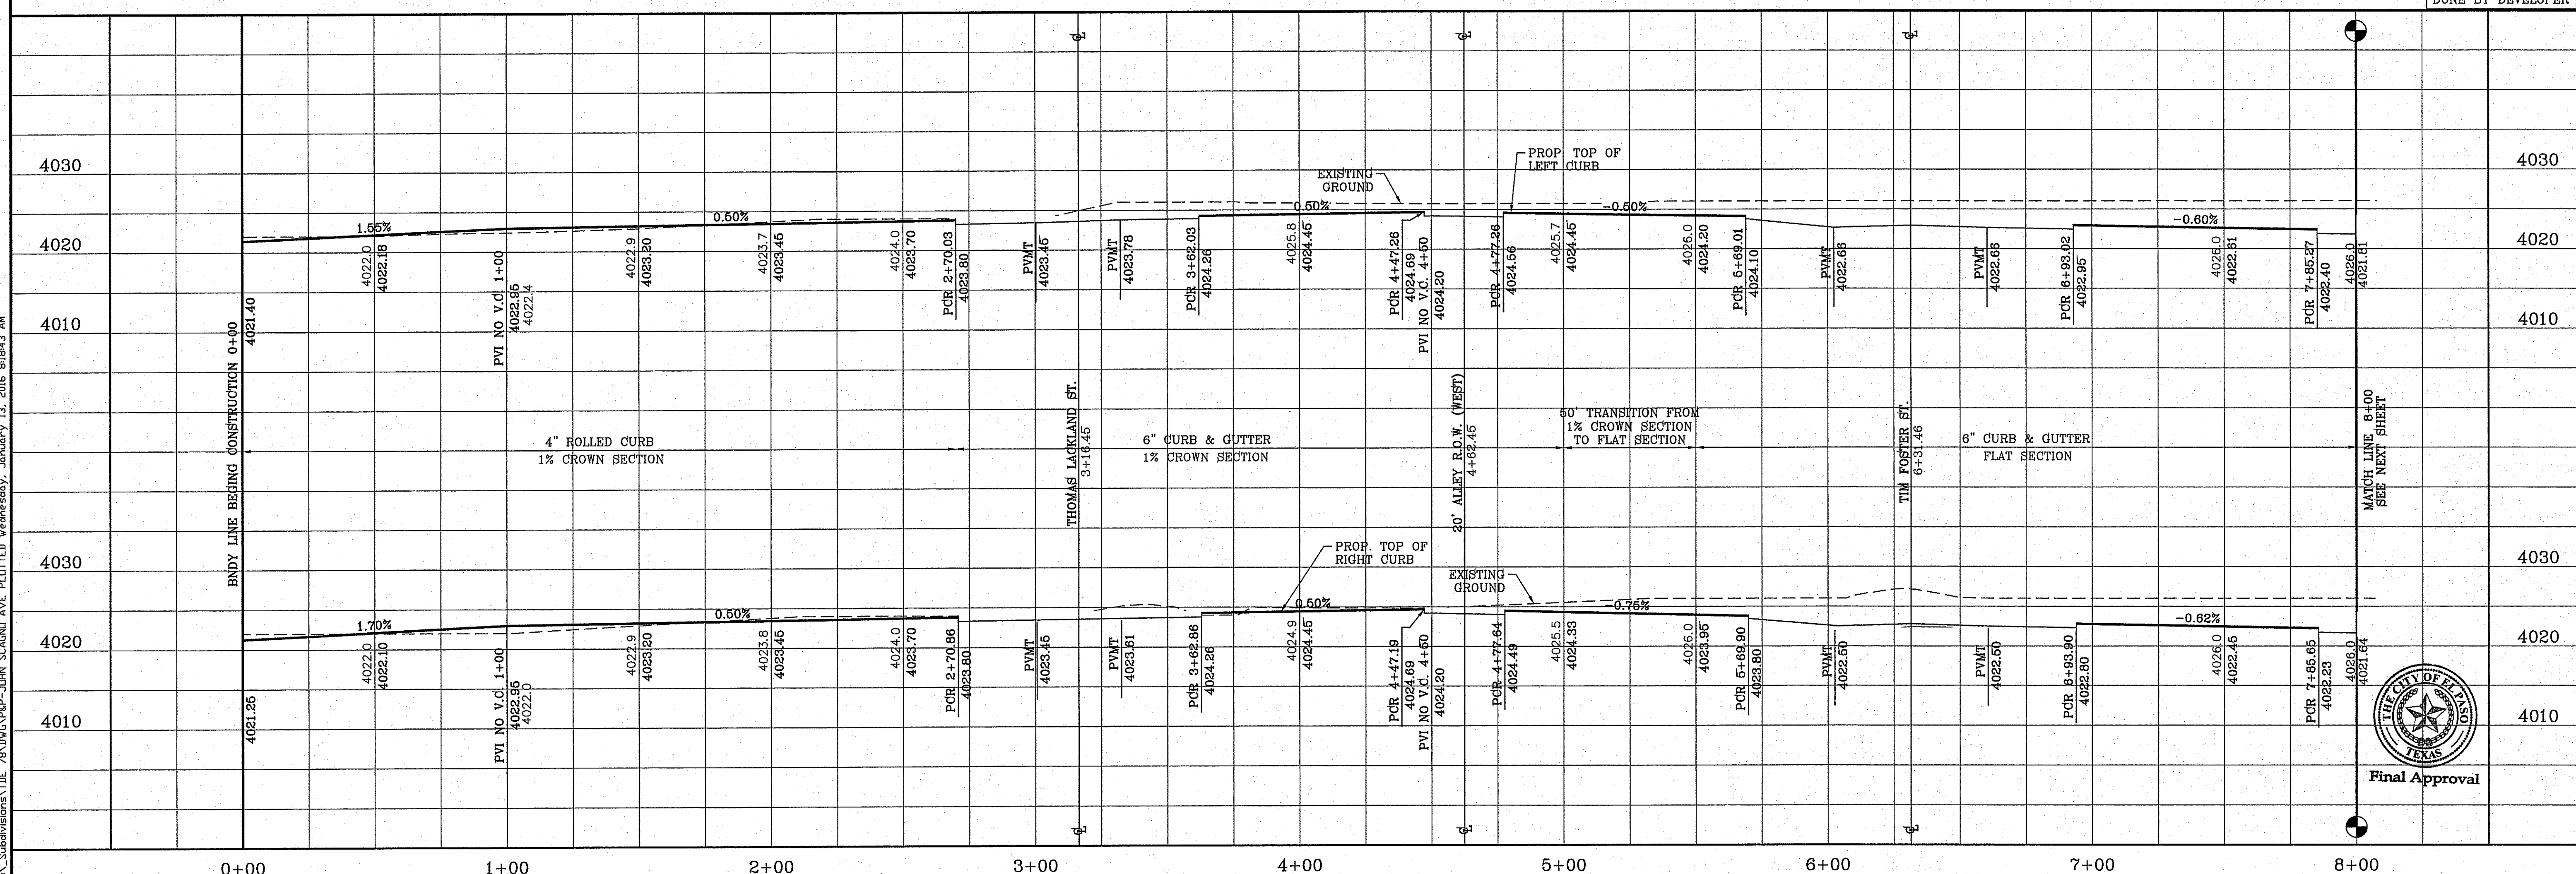 DONE BY DEVELOPER
4030
4020
4010
4030
4020
4010
EXISTING
GROUND
PROP. TOP OF
LEFT CURB
1.55%
0.50%
0.50%
-0.50%
-0.60%
4021.40
4022.0
4022.18
PVI NO V.C. 1+00
4022.95
4022.4
4022.9
4023.20
4023.7
4023.45
4024.0
4023.70
PCR 2+70.03
4023.80
PVMT
4023.45
PVMT
4023.78
PCR 3+62.03
4024.26
4025.8
4024.45
PCR 4+47.26
4024.69
PVI NO V.C. 4+50
4024.20
PCR 4+77.26
4024.56
4025.7
4024.45
4026.0
4024.20
PCR 5+69.01
4024.10
PVMT
4022.66
PVMT
4022.66
PCR 6+93.02
4022.95
4026.0
4022.61
PCR 7+85.27
4022.40
4026.0
4021.81
BNDY LINE BEGING CONSTRUCTION 0+00
4" ROLLED CURB
1% CROWN SECTION
THOMAS LACKLAND ST.
3+16.45
6" CURB & GUTTER
1% CROWN SECTION
20' ALLEY R.O.W. (WEST)
4+62.45
50' TRANSITION FROM
1% CROWN SECTION
TO FLAT SECTION
TIM FOSTER ST.
6+31.46
6" CURB & GUTTER
FLAT SECTION
MATCH LINE 8+00
SEE NEXT SHEET
4030
4020
4010
4030
4020
4010
PROP. TOP OF
RIGHT CURB
EXISTING
GROUND
1.70%
0.50%
0.50%
-0.75%
-0.62%
4021.25
4022.0
4022.10
PVI NO V.C. 1+00
4022.95
4022.0
4022.9
4023.20
4023.8
4023.45
4024.0
4023.70
PCR 2+70.86
4023.80
PVMT
4023.45
PVMT
4023.61
PCR 3+62.86
4024.26
4024.9
4024.45
PCR 4+47.19
4024.69
PVI NO V.C. 4+50
4024.20
PCR 4+77.64
4024.49
4025.5
4024.33
4026.0
4023.95
PCR 5+69.90
4023.80
PVMT
4022.50
PVMT
4022.50
PCR 6+93.90
4022.80
4026.0
4022.45
PCR 7+85.65
4022.23
4026.0
4021.64
THE CITY OF EL PASO
TEXAS
Final Approval
0+00
1+00
2+00
3+00
4+00
5+00
6+00
7+00
8+00